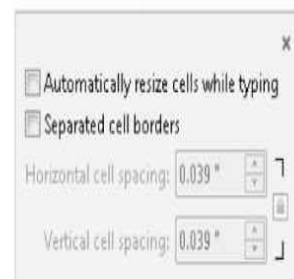 Automatically resize cells while typing
Separated cell borders
Horizontal cell spacing: 0.039 "
Vertical cell spacing: 0.039 "